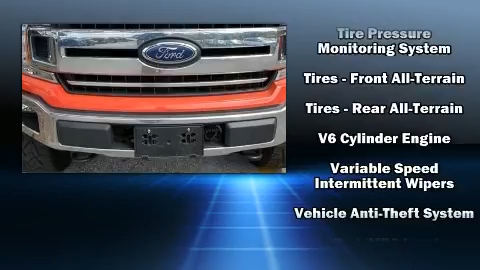 Ford
Tire Pressure
Monitoring System
Tires - Front All-Terrain
Tires - Rear All-Terrain
V6 Cylinder Engine
Variable Speed
Intermittent Wipers
Vehicle Anti-Theft System